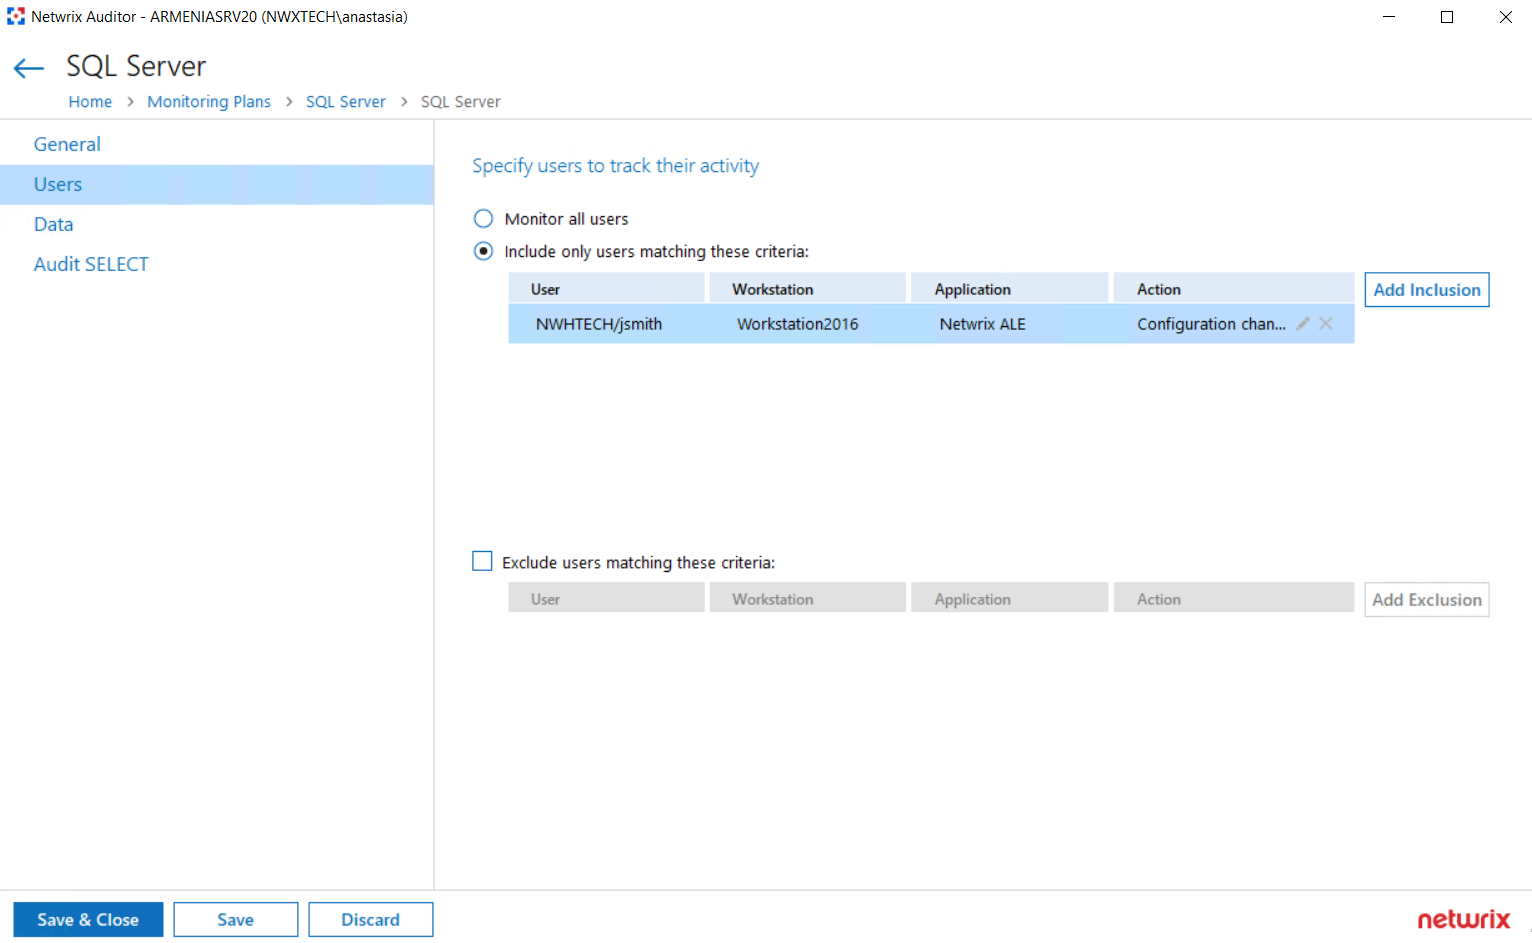 Netwrix Auditor - ARMENIASRV20 (NWXTECH\anastasia)
SQL Server
Home > Monitoring Plans > SQL Server > SQL Server
General
Users
Data
Audit SELECT
Specify users to track their activity
Monitor all users
Include only users matching these criteria:
User Workstation Application Action Add Inclusion
NWHTECH/jsmith Workstation2016 Netwrix ALE Configuration chan...
Exclude users matching these criteria:
User Workstation Application Action Add Exclusion
Save & Close Save Discard netwrix